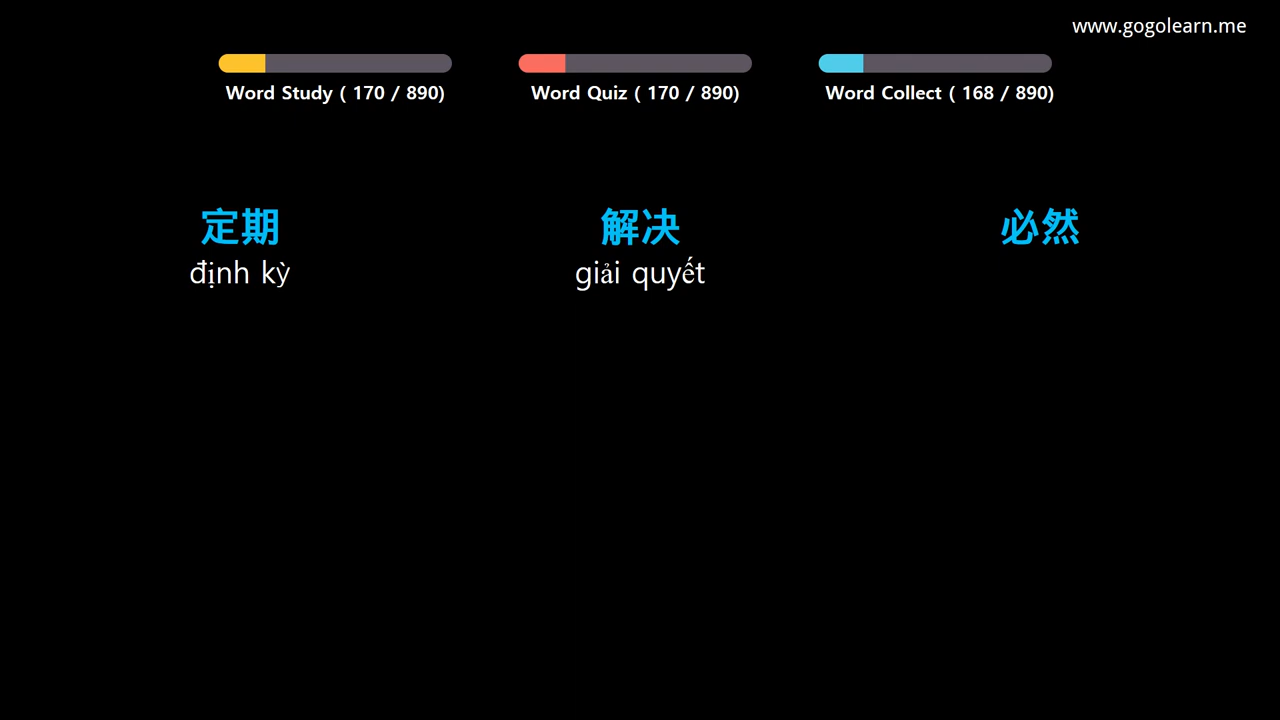 www.gogolearn.me
Word Study ( 170 / 890)
Word Quiz ( 170 / 890)
Word Collect ( 168 / 890)
定期
解决
必然
định kỳ
giải quyết